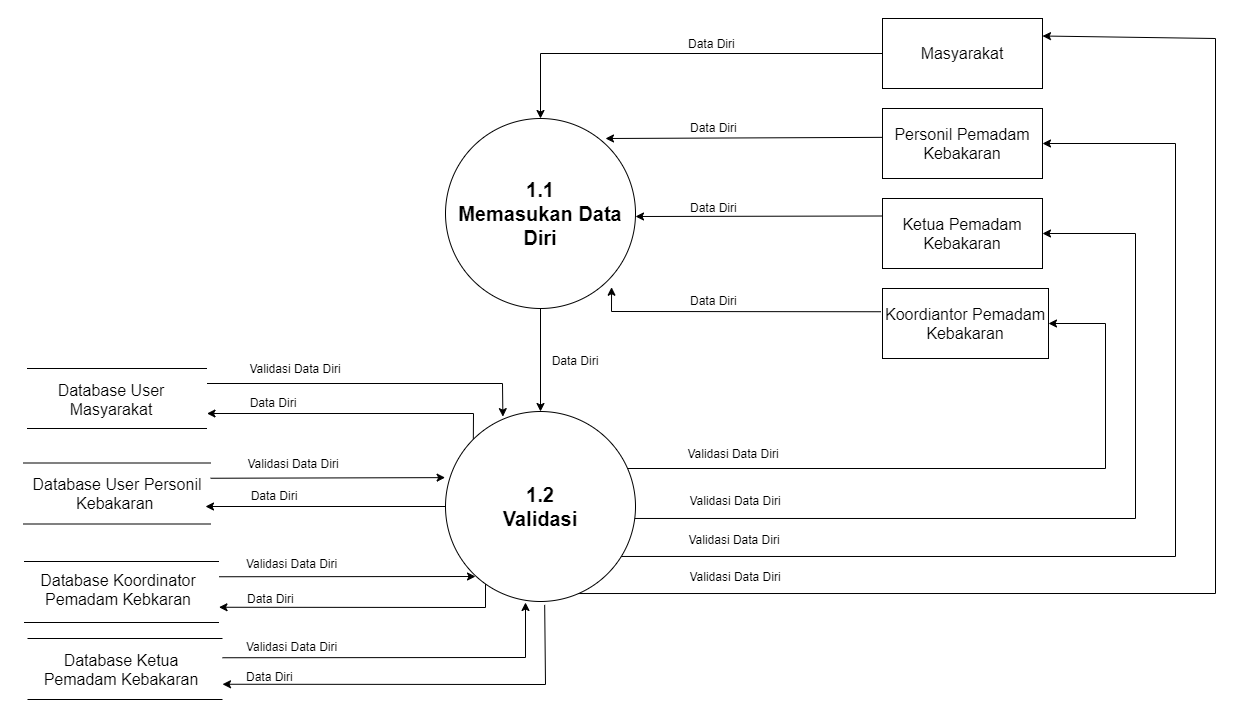 Data Diri
Masyarakat
Data Diri
Personil Pemadam
Kebakaran
1.1
Memasukan Data
Diri
Data Diri
Ketua Pemadam
Kebakaran
Data Diri
Koordiantor Pemadam
Kebakaran
Data Diri
Validasi Data Diri
Database User
Masyarakat
Data Diri
Validasi Data Diri
Database User Personil
Kebakaran
Data Diri
1.2
Validasi
Validasi Data Diri
Validasi Data Diri
Validasi Data Diri
Validasi Data Diri
Validasi Data Diri
Database Koordinator
Pemadam Kebkaran
Data Diri
Validasi Data Diri
Database Ketua
Pemadam Kebakaran
Data Diri